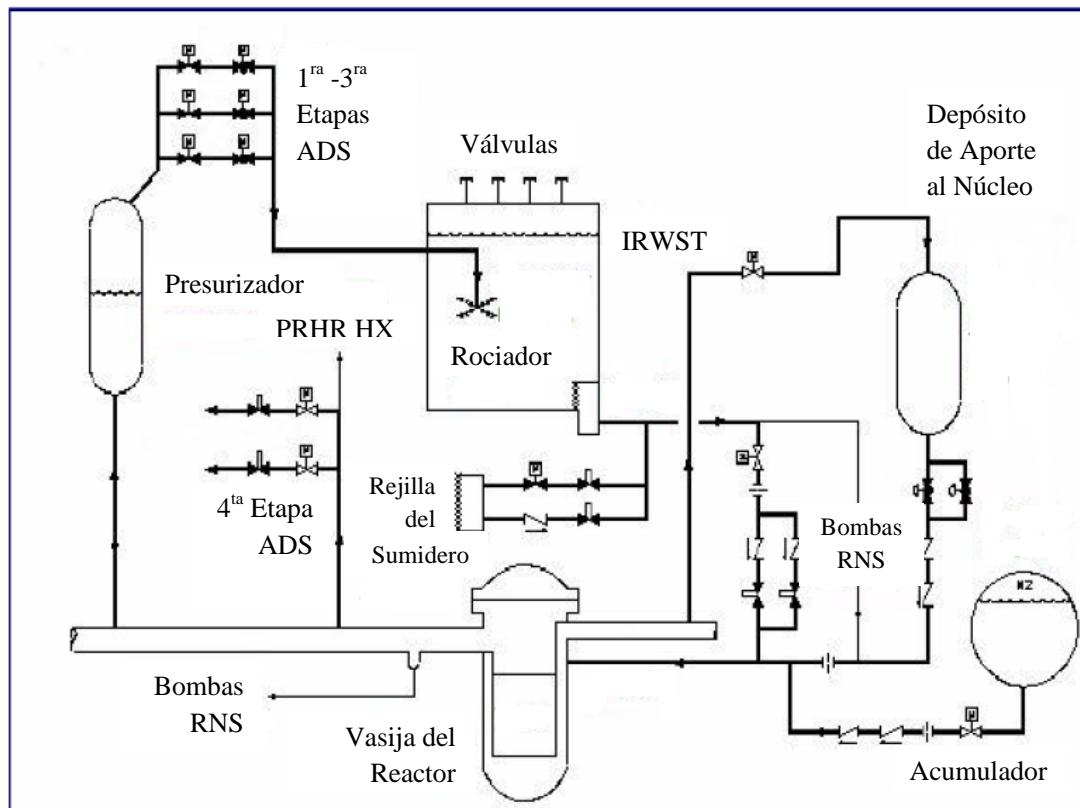 1ra -3ra
Etapas
ADS
Válvulas
Depósito
de Aporte
al Núcleo
IRWST
Presurizador
PRHR HX
Rociador
4ta Etapa
ADS
Rejilla
del
Sumidero
Bombas
RNS
N2
Bombas
RNS
Vasija del
Reactor
Acumulador